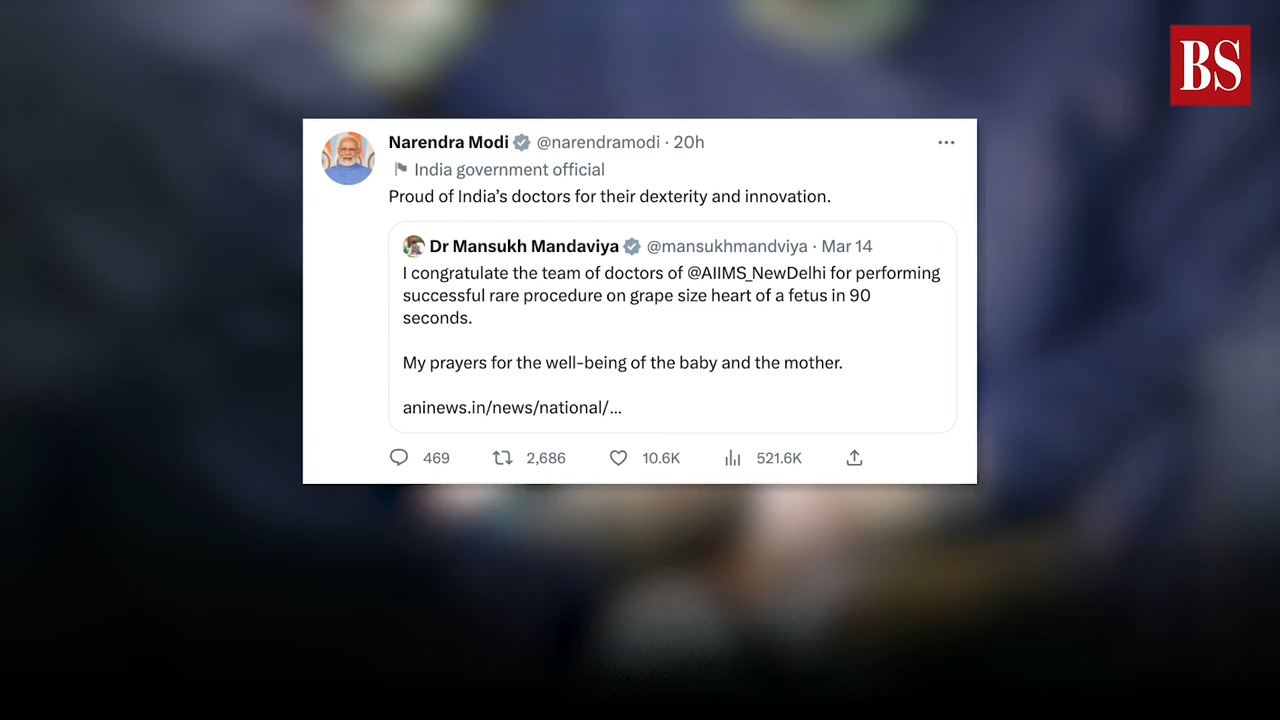 BS
Narendra Modi @narendramodi · 20h
India government official
Proud of India’s doctors for their dexterity and innovation.
Dr Mansukh Mandaviya @mansukhmandviya · Mar 14
I congratulate the team of doctors of @AIIMS_NewDelhi for performing
successful rare procedure on grape size heart of a fetus in 90
seconds.
My prayers for the well-being of the baby and the mother.
aninews.in/news/national/...
469 2,686 10.6K 521.6K